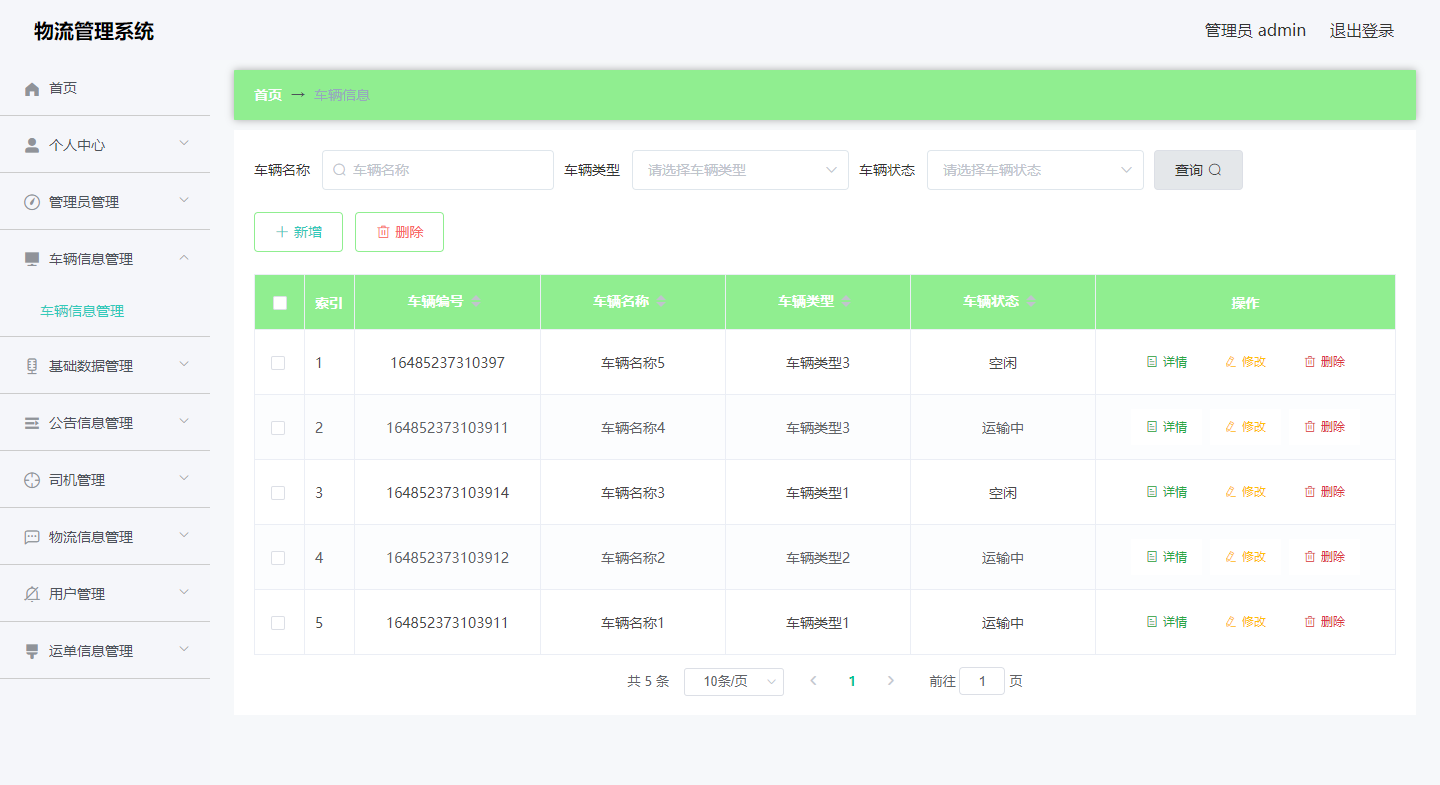 物流管理系统
管理员 admin 退出登录
首页
个人中心
管理员管理
车辆信息管理
车辆信息管理
基础数据管理
公告信息管理
司机管理
物流信息管理
用户管理
运单信息管理
首页 → 车辆信息
车辆名称 车辆名称 车辆类型 请选择车辆类型 车辆状态 请选择车辆状态 查询
新增 删除
索引 车辆编号 车辆名称 车辆类型 车辆状态 操作
1 16485237310397 车辆名称5 车辆类型3 空闲 详情 修改 删除
2 164852373103911 车辆名称4 车辆类型3 运输中 详情 修改 删除
3 164852373103914 车辆名称3 车辆类型1 空闲 详情 修改 删除
4 164852373103912 车辆名称2 车辆类型2 运输中 详情 修改 删除
5 164852373103911 车辆名称1 车辆类型1 运输中 详情 修改 删除
共 5 条 10条/页 1 前往 1 页